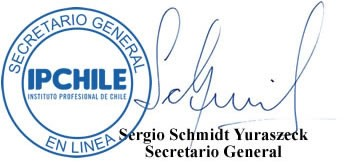 SECRETARIO GENERAL
IPCHILE
INSTITUTO PROFESIONAL DE CHILE
EN LINEA
Sergio Schmidt Yuraszeck
Secretario General